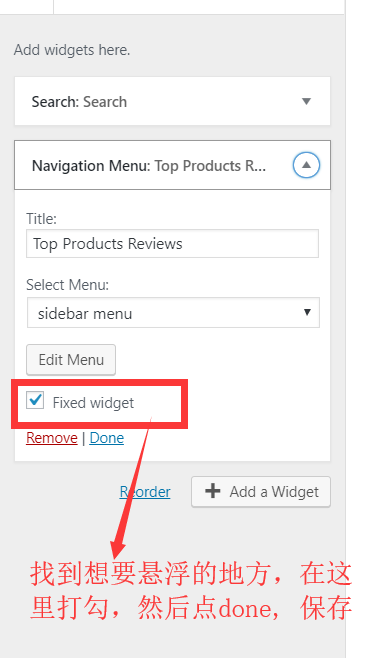 Add widgets here.
Search: Search
Navigation Menu: Top Products R...
Title:
Top Products Reviews
Select Menu:
sidebar menu
Edit Menu
Fixed widget
Remove | Done
Reorder
Add a Widget
找到想要悬浮的地方，在这
里打勾，然后点done, 保存